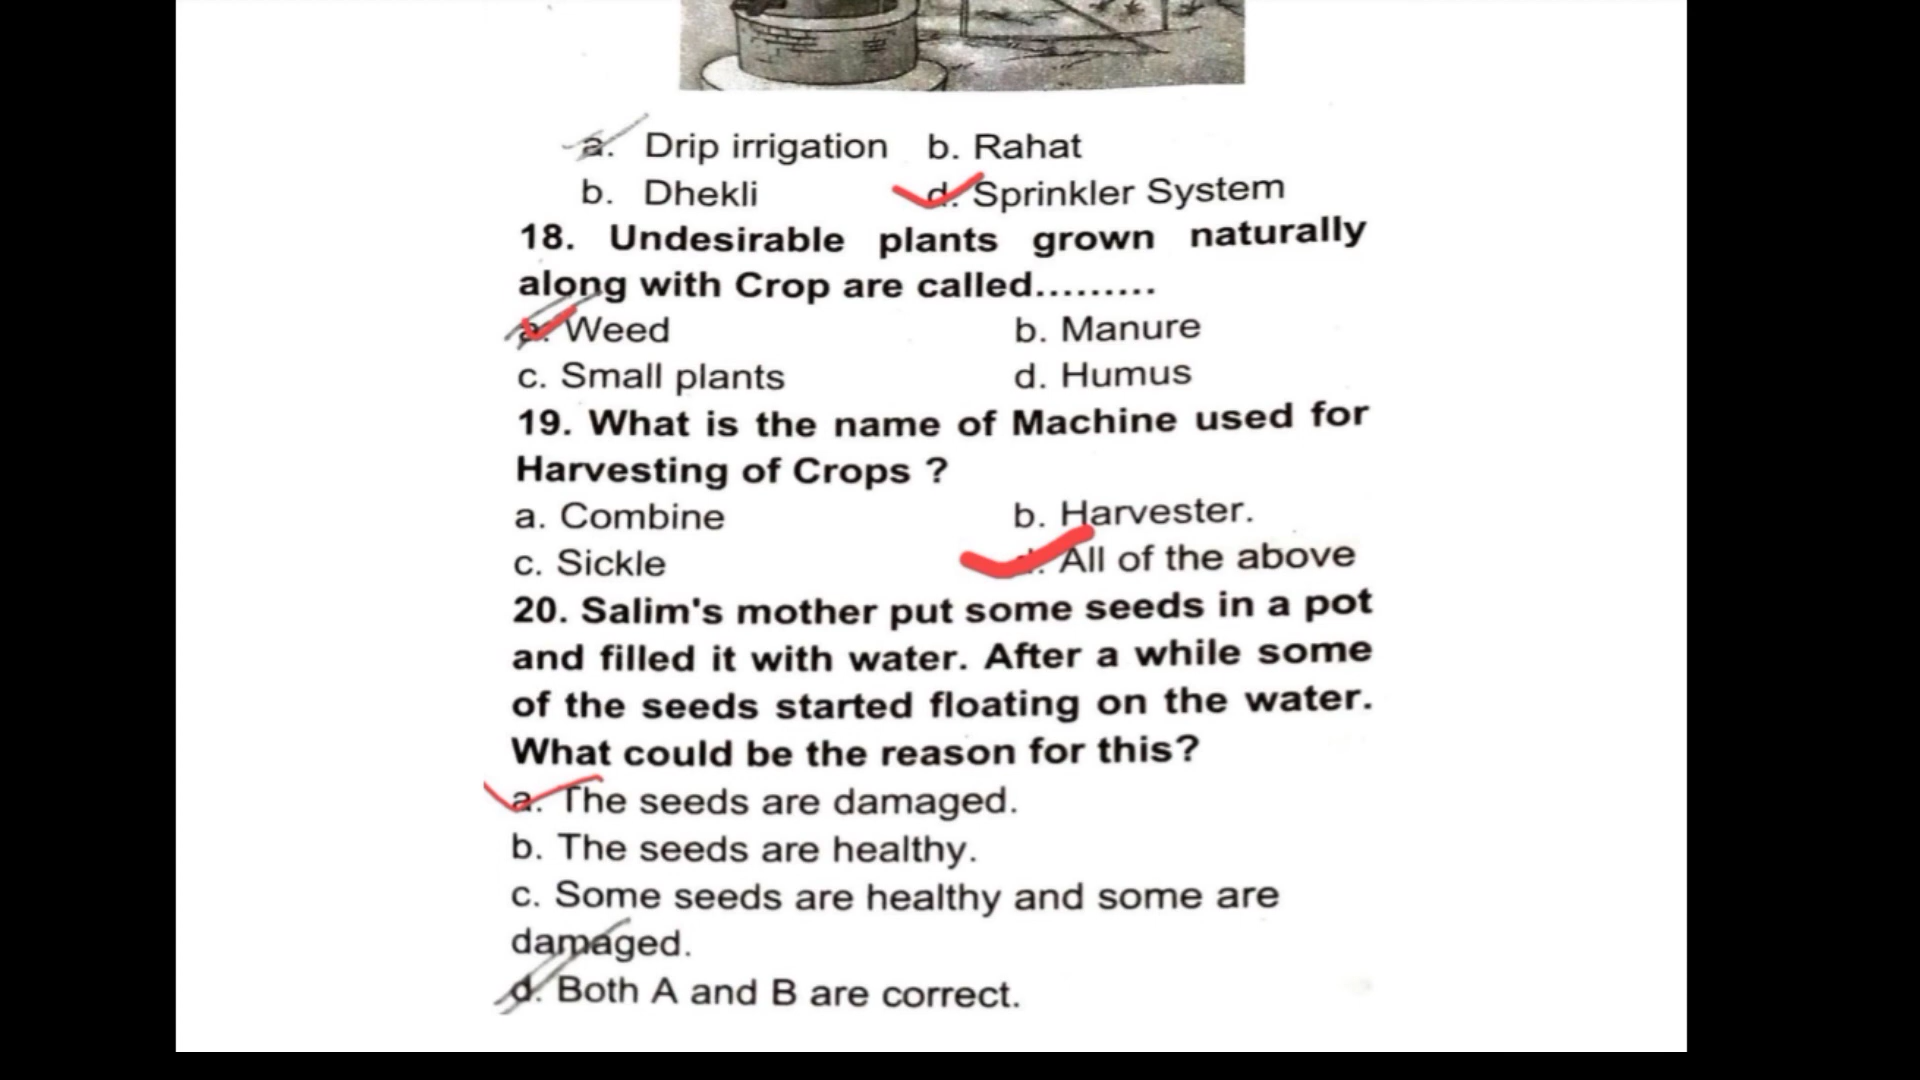 a. Drip irrigation b. Rahat
b. Dhekli d. Sprinkler System
18. Undesirable plants grown naturally
along with Crop are called.........
a. Weed b. Manure
c. Small plants d. Humus
19. What is the name of Machine used for
Harvesting of Crops ?
a. Combine b. Harvester.
c. Sickle d. All of the above
20. Salim's mother put some seeds in a pot
and filled it with water. After a while some
of the seeds started floating on the water.
What could be the reason for this?
a. The seeds are damaged.
b. The seeds are healthy.
c. Some seeds are healthy and some are
damaged.
d. Both A and B are correct.